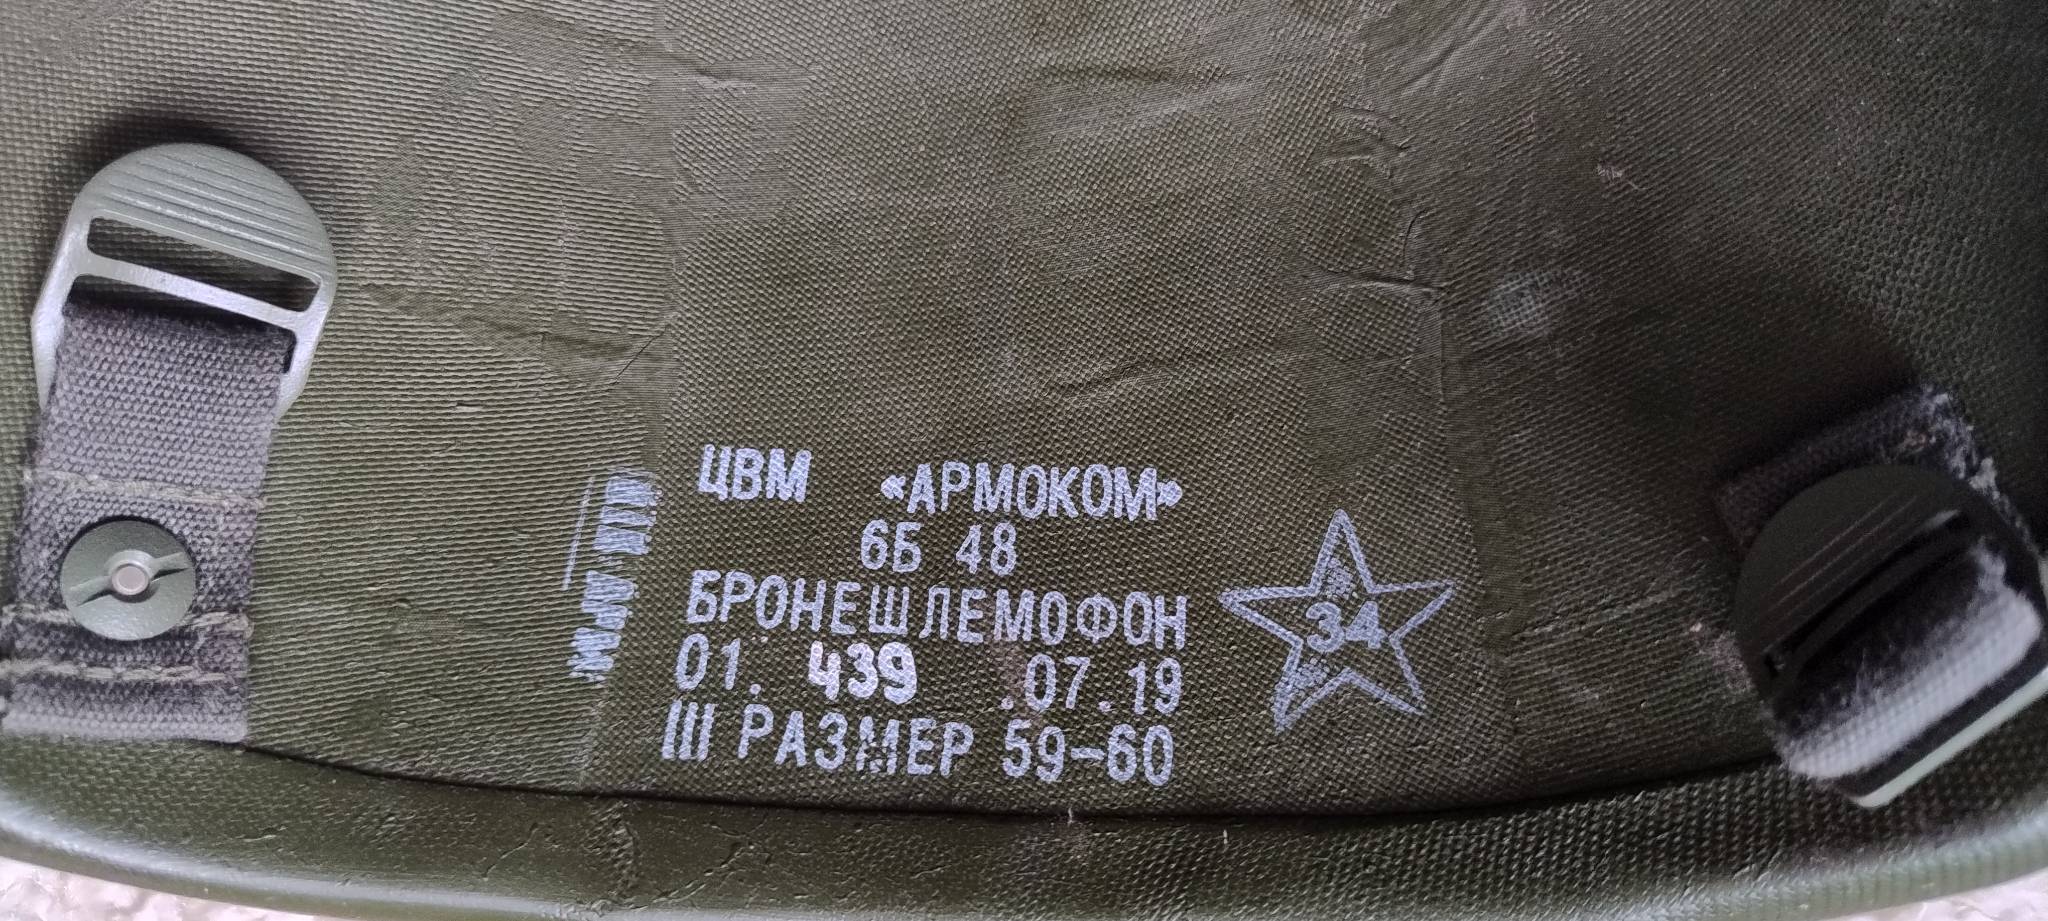 ЦВМ «АРМОКОМ»
6Б 48
БРОНЕШЛЕМОФОН
01. 439 .07.19
III РАЗМЕР 59-60
34